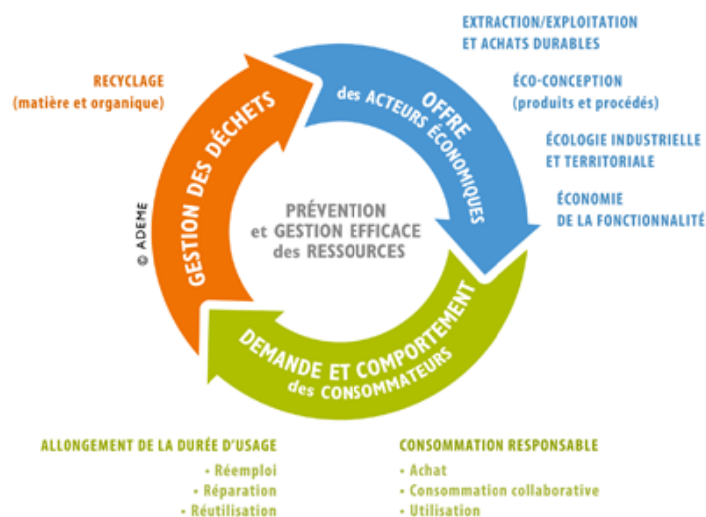 EXTRACTION/EXPLOITATION
ET ACHATS DURABLES
ÉCO-CONCEPTION
(produits et procédés)
ÉCOLOGIE INDUSTRIELLE
ET TERRITORIALE
ÉCONOMIE
DE LA FONCTIONNALITÉ
RECYCLAGE
(matière et organique)
OFFRE
des ACTEURS ÉCONOMIQUES
GESTION DES DÉCHETS
PRÉVENTION
et GESTION EFFICACE
des RESSOURCES
© ADEME
DEMANDE ET COMPORTEMENT
des CONSOMMATEURS
ALLONGEMENT DE LA DURÉE D'USAGE
• Réemploi
• Réparation
• Réutilisation
CONSOMMATION RESPONSABLE
• Achat
• Consommation collaborative
• Utilisation